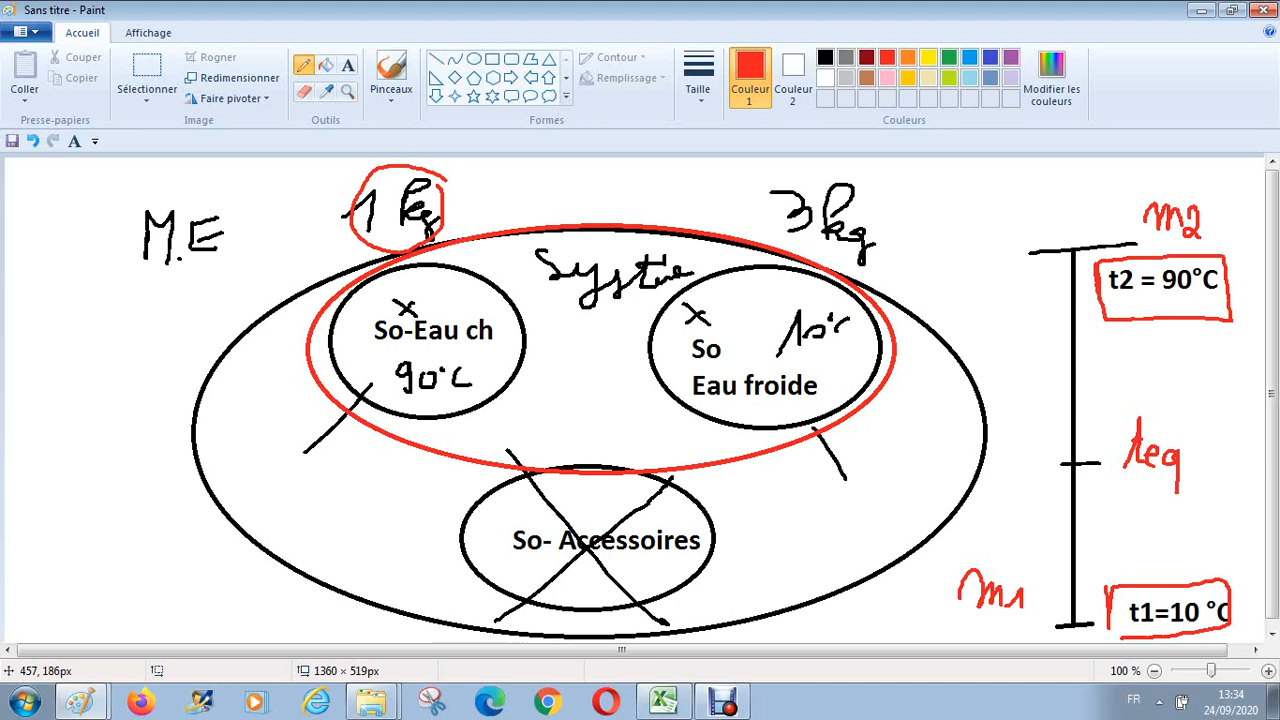 Sans titre - Paint
Accueil Affichage
Coller
Couper
Copier
Presse-papiers
Sélectionner
Rogner
Redimensionner
Faire pivoter
Image
A
Outils
Pinceaux
Contour
Remplissage
Formes
Taille
Couleur 1
Couleur 2
Modifier les couleurs
Couleurs
A
M.E
1 kg
3 kg
m2
t2 = 90°C
Système
So-Eau ch
90°C
So
10°C
Eau froide
teq
So- Accessoires
m1
t1=10 °C
457, 186px
1360 × 519px
100 %
FR
13:34
24/09/2020